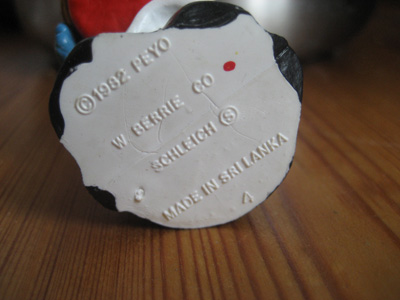 ©1982 PEYO
W BERRIE CO
SCHLEICH Ⓢ
MADE IN SRI LANKA
4